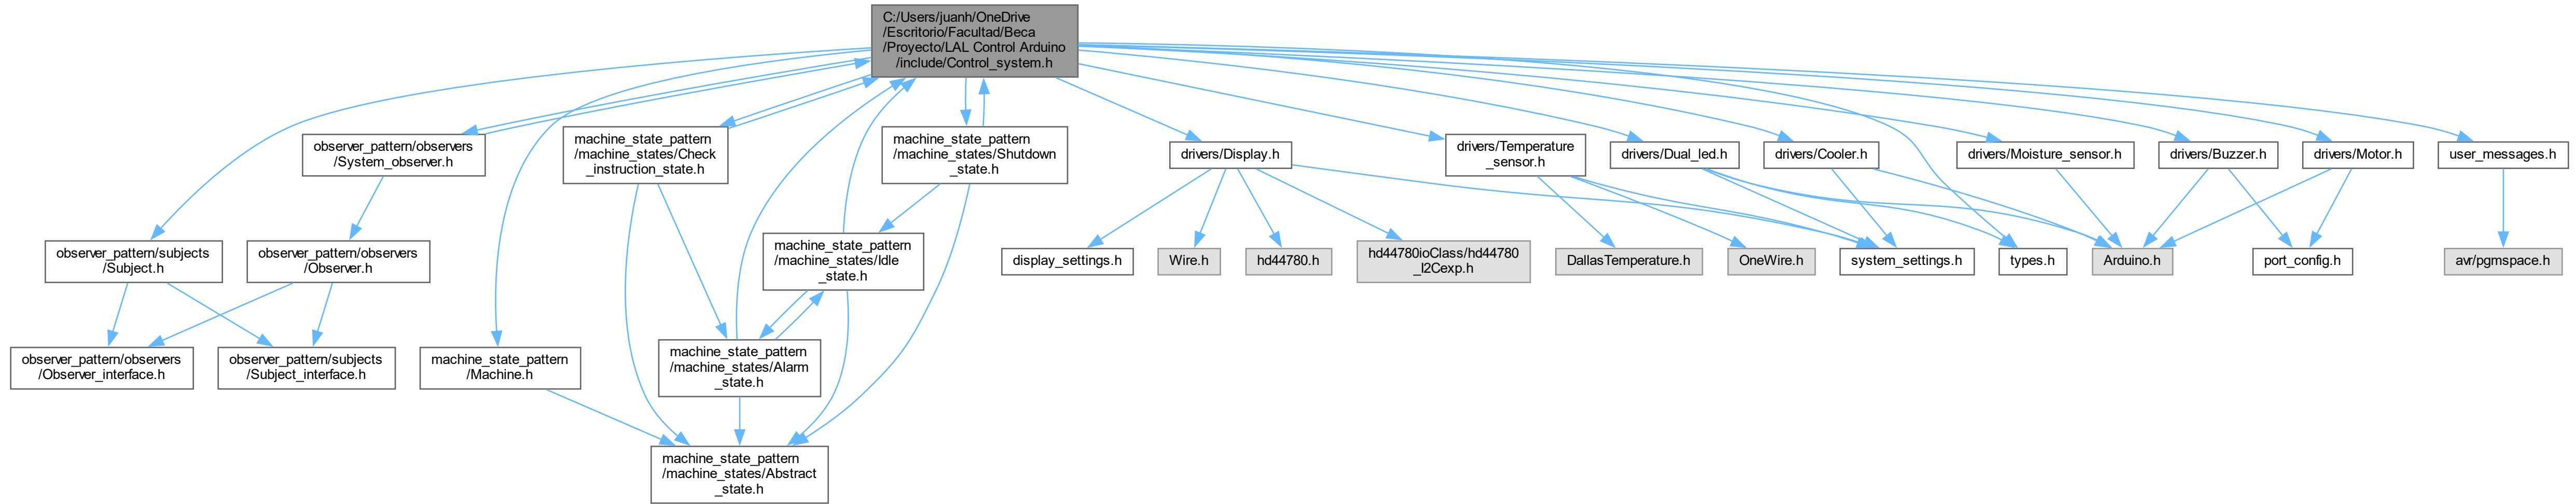 C:/Users/juanh/OneDrive
/Escritorio/Facultad/Beca
/Proyecto/LAL Control Arduino
/include/Control_system.h
observer_pattern/observers
/System_observer.h
machine_state_pattern
/machine_states/Check
_instruction_state.h
machine_state_pattern
/machine_states/Shutdown
_state.h
drivers/Display.h
drivers/Temperature
_sensor.h
drivers/Dual_led.h
drivers/Cooler.h
drivers/Moisture_sensor.h
drivers/Buzzer.h
drivers/Motor.h
user_messages.h
observer_pattern/subjects
/Subject.h
observer_pattern/observers
/Observer.h
machine_state_pattern
/machine_states/Idle
_state.h
display_settings.h
Wire.h
hd44780.h
hd44780ioClass/hd44780
_I2Cexp.h
DallasTemperature.h
OneWire.h
system_settings.h
types.h
Arduino.h
port_config.h
avr/pgmspace.h
observer_pattern/observers
/Observer_interface.h
observer_pattern/subjects
/Subject_interface.h
machine_state_pattern
/Machine.h
machine_state_pattern
/machine_states/Alarm
_state.h
machine_state_pattern
/machine_states/Abstract
_state.h